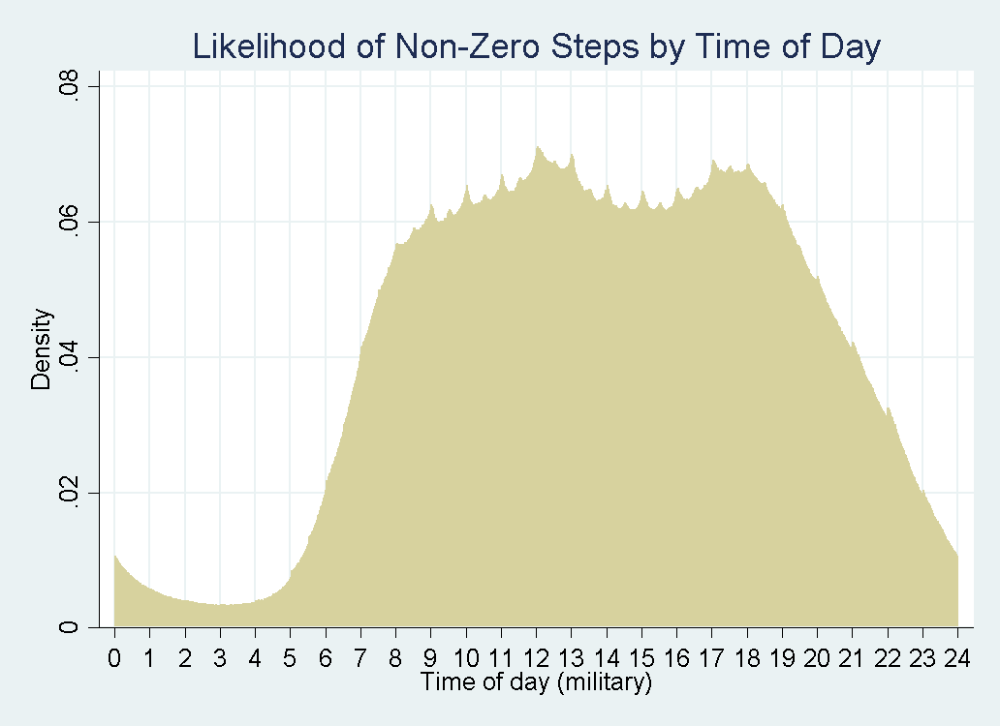 Likelihood of Non-Zero Steps by Time of Day
.08
.06
.04
.02
0
Density
0 1 2 3 4 5 6 7 8 9 10 11 12 13 14 15 16 17 18 19 20 21 22 23 24
Time of day (military)